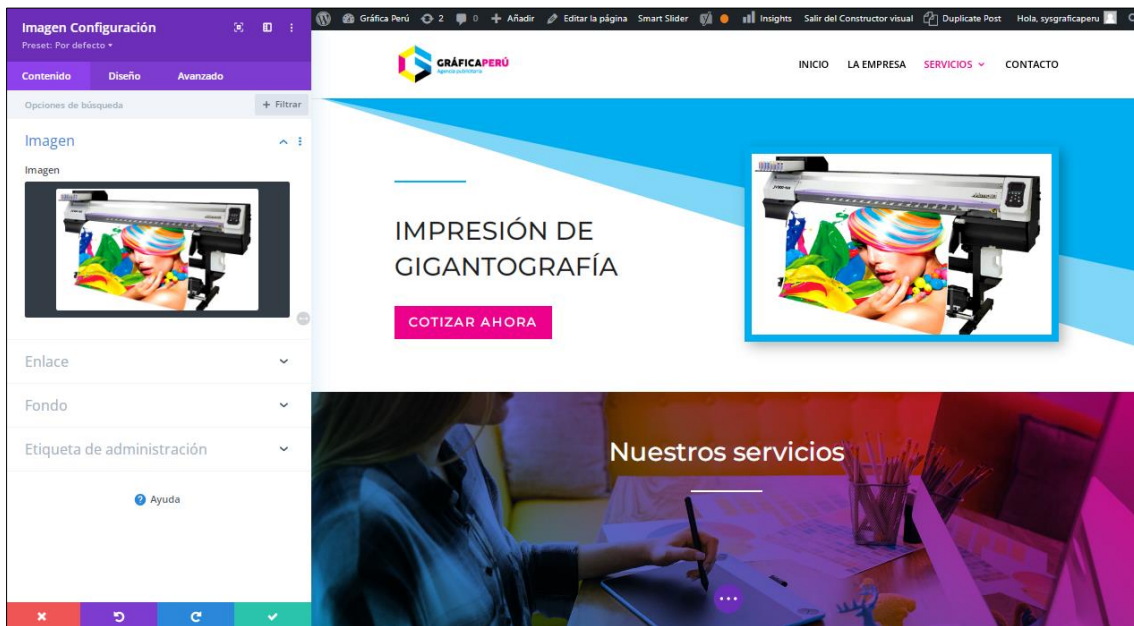 Imagen Configuración
Preset: Por defecto
Contenido Diseño Avanzado
Opciones de búsqueda + Filtrar
Imagen
Imagen
Enlace
Fondo
Etiqueta de administración
Ayuda
Gráfica Perú 2 0 + Añadir Editar la página Smart Slider Insights Salir del Constructor visual Duplicate Post Hola, sysgraficaperu
GRÁFICAPERÚ
Agencia publicitaria
INICIO LA EMPRESA SERVICIOS CONTACTO
IMPRESIÓN DE
GIGANTOGRAFÍA
COTIZAR AHORA
Nuestros servicios